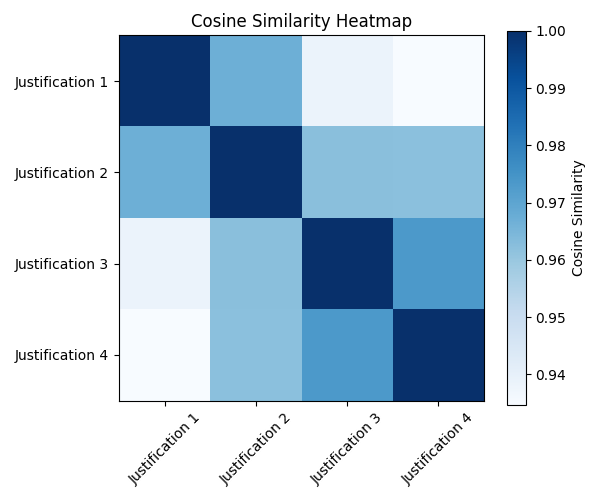 Cosine Similarity Heatmap
Justification 1
Justification 2
Justification 3
Justification 4
Justification 1
Justification 2
Justification 3
Justification 4
1.00
0.99
0.98
0.97
0.96
0.95
0.94
Cosine Similarity